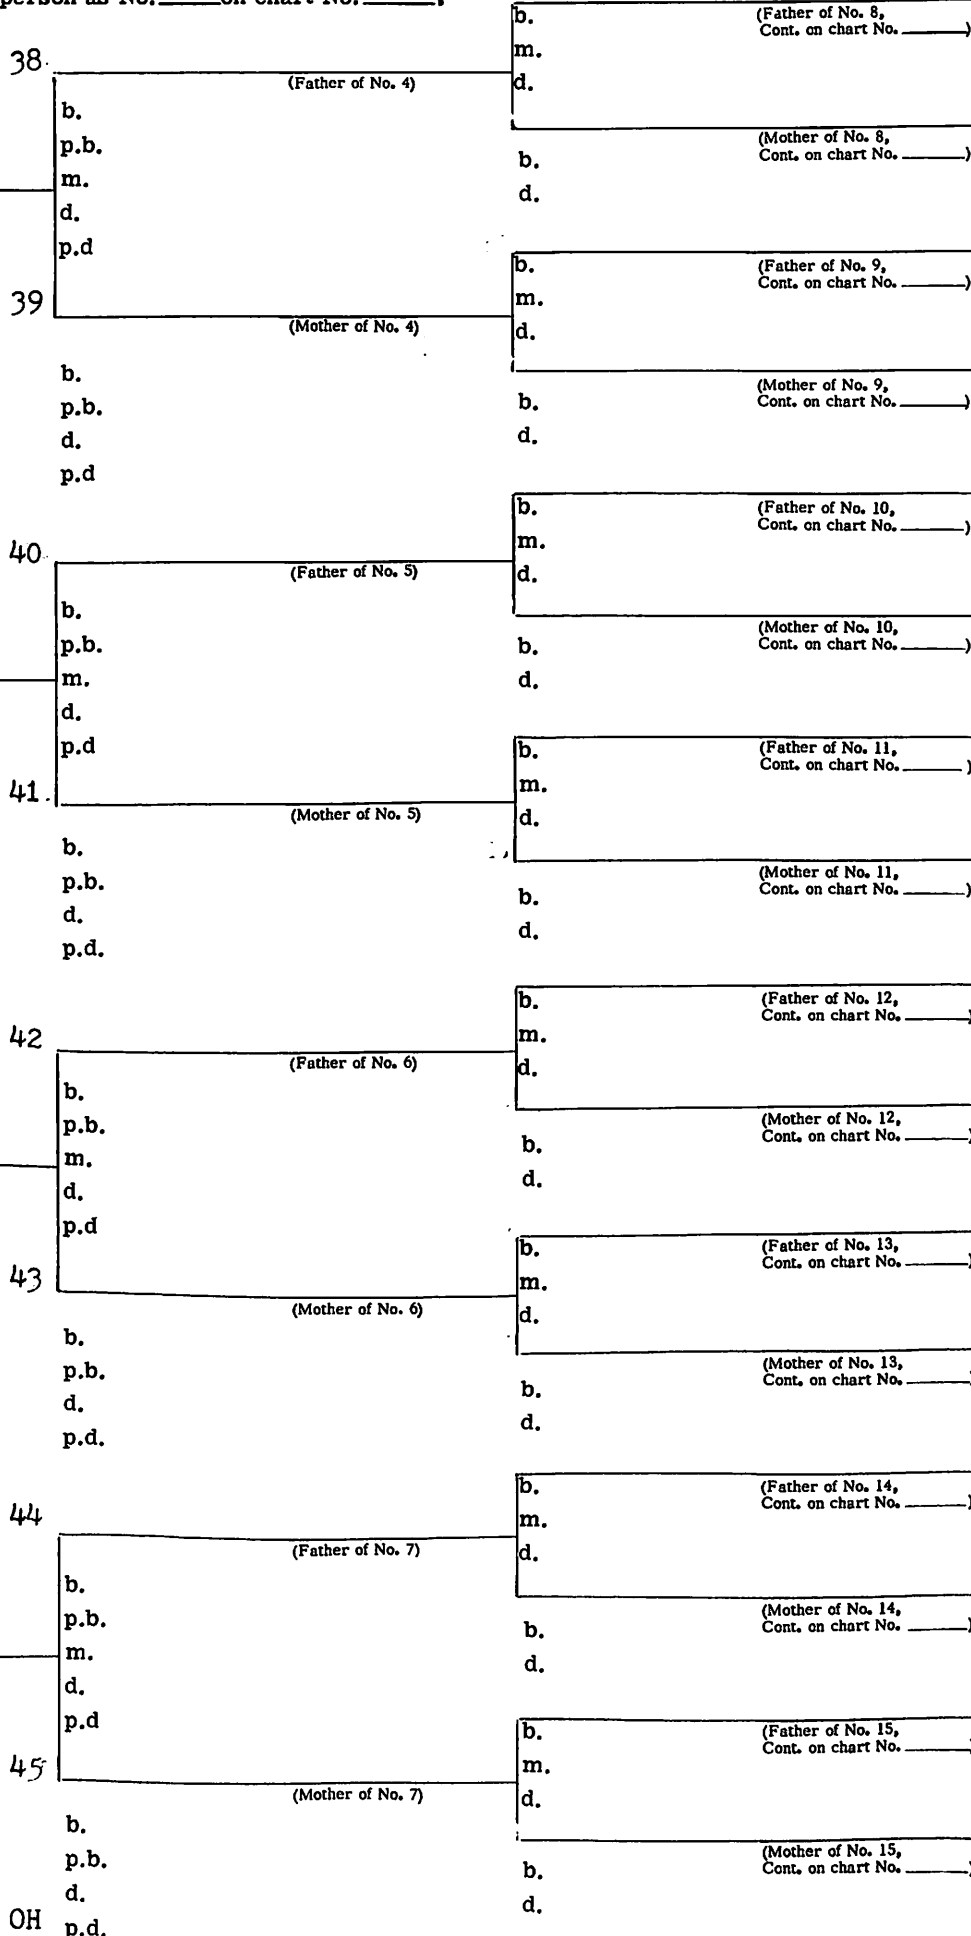 person as No. on chart No. .
b.
(Father of No. 8,
Cont. on chart No. )
m.
38
(Father of No. 4)
d.
b.
p.b.
(Mother of No. 8,
Cont. on chart No. )
b.
m.
d.
d.
p.d
b.
(Father of No. 9,
Cont. on chart No. )
m.
39
(Mother of No. 4)
d.
b.
(Mother of No. 9,
Cont. on chart No. )
b.
p.b.
d.
d.
p.d
b.
(Father of No. 10,
Cont. on chart No. )
m.
40
(Father of No. 5)
d.
b.
(Mother of No. 10,
Cont. on chart No. )
p.b.
b.
m.
d.
d.
p.d
b.
(Father of No. 11,
Cont. on chart No. )
m.
41
(Mother of No. 5)
d.
b.
(Mother of No. 11,
Cont. on chart No. )
p.b.
b.
d.
d.
p.d.
b.
(Father of No. 12,
Cont. on chart No. )
m.
42
(Father of No. 6)
d.
b.
p.b.
(Mother of No. 12,
Cont. on chart No. )
b.
m.
d.
d.
p.d
b.
(Father of No. 13,
Cont. on chart No. )
m.
43
(Mother of No. 6)
d.
b.
(Mother of No. 13,
Cont. on chart No.
p.b.
b.
d.
d.
p.d.
b.
(Father of No. 14,
Cont. on chart No. )
m.
44
(Father of No. 7)
d.
b.
(Mother of No. 14,
Cont. on chart No. )
p.b.
b.
m.
d.
d.
p.d
b.
(Father of No. 15,
Cont. on chart No. )
m.
45
(Mother of No. 7)
d.
b.
(Mother of No. 15,
Cont. on chart No. )
p.b.
b.
d.
d.
OH
p.d.